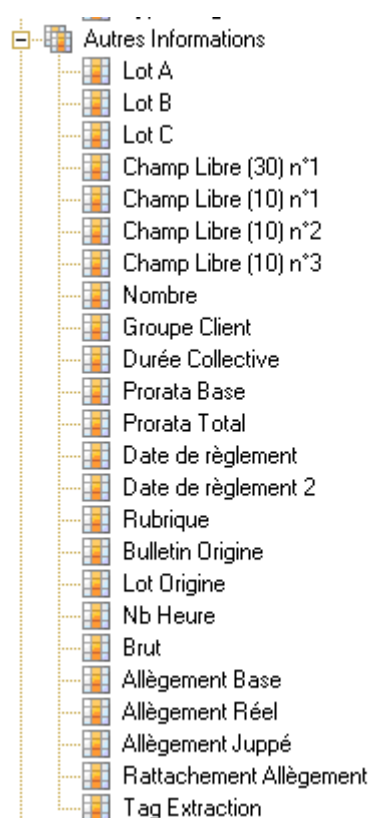 Autres Informations
Lot A
Lot B
Lot C
Champ Libre (30) n°1
Champ Libre (10) n°1
Champ Libre (10) n°2
Champ Libre (10) n°3
Nombre
Groupe Client
Durée Collective
Prorata Base
Prorata Total
Date de règlement
Date de règlement 2
Rubrique
Bulletin Origine
Lot Origine
Nb Heure
Brut
Allègement Base
Allègement Réel
Allègement Juppé
Rattachement Allègement
Tag Extraction